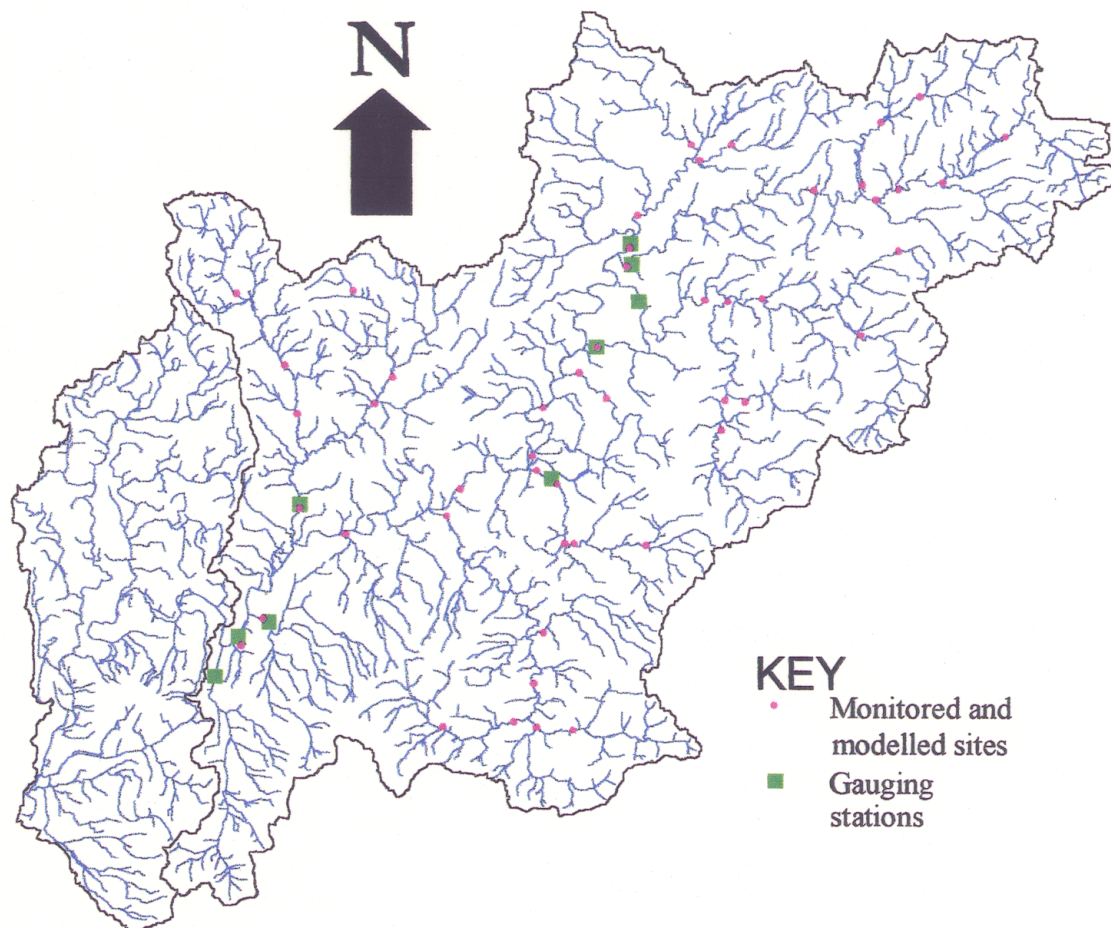 N
KEY
Monitored and
modelled sites
Gauging
stations